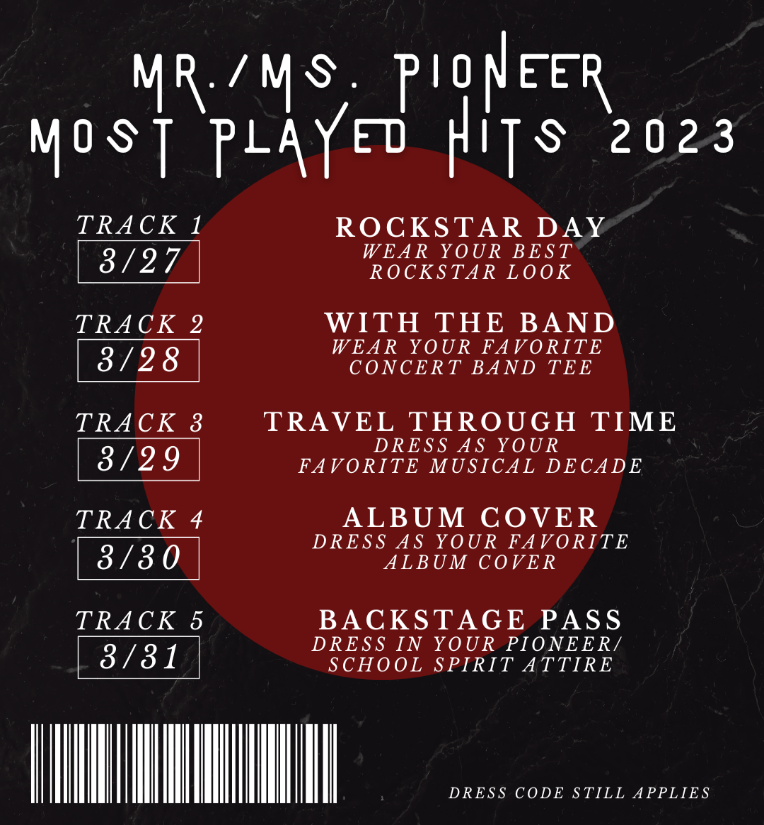 MR./MS. PIONEER
MOST PLAYED HITS 2023
TRACK 1
3/27
ROCKSTAR DAY
WEAR YOUR BEST
ROCKSTAR LOOK
TRACK 2
3/28
WITH THE BAND
WEAR YOUR FAVORITE
CONCERT BAND TEE
TRACK 3
3/29
TRAVEL THROUGH TIME
DRESS AS YOUR
FAVORITE MUSICAL DECADE
TRACK 4
3/30
ALBUM COVER
DRESS AS YOUR FAVORITE
ALBUM COVER
TRACK 5
3/31
BACKSTAGE PASS
DRESS IN YOUR PIONEER/
SCHOOL SPIRIT ATTIRE
DRESS CODE STILL APPLIES